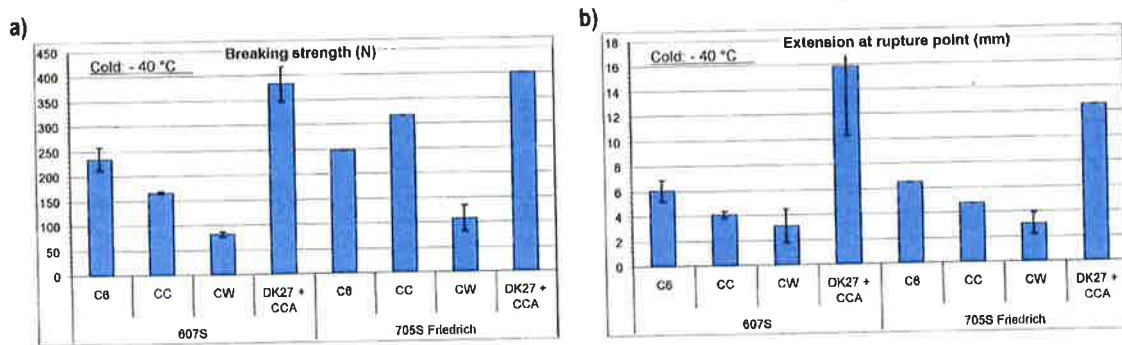 a)
Breaking strength (N)
Cold: - 40 °C
450
400
350
300
250
200
150
100
50
0
C6 CC CW DK27 + CCA C6 CC CW DK27 + CCA
607S 705S Friedrich
b)
Extension at rupture point (mm)
Cold: - 40 °C
18
16
14
12
10
8
6
4
2
0
C6 CC CW DK27 + CCA C6 CC CW DK27 + CCA
607S 705S Friedrich